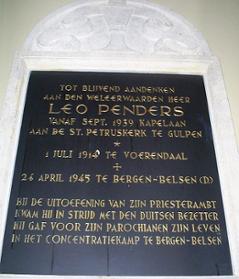 TOT BLIJVEND AANDENKEN
AAN DEN WELEERWAARDEN HEER
LEO PENDERS
VANAF SEPT. 1939 KAPELAAN
AAN DE ST. PETRUSKERK TE GULPEN
*
1 JULI 1914 TE VOERENDAAL
+
26 APRIL 1945 TE BERGEN-BELSEN (D)
BIJ DE UITOEFENING VAN ZIJN PRIESTERAMBT
KWAM HIJ IN STRIJD MET DEN DUITSEN BEZETTER
HIJ GAF VOOR ZIJN PAROCHIANEN ZIJN LEVEN
IN HET CONCENTRATIEKAMP TE BERGEN-BELSEN